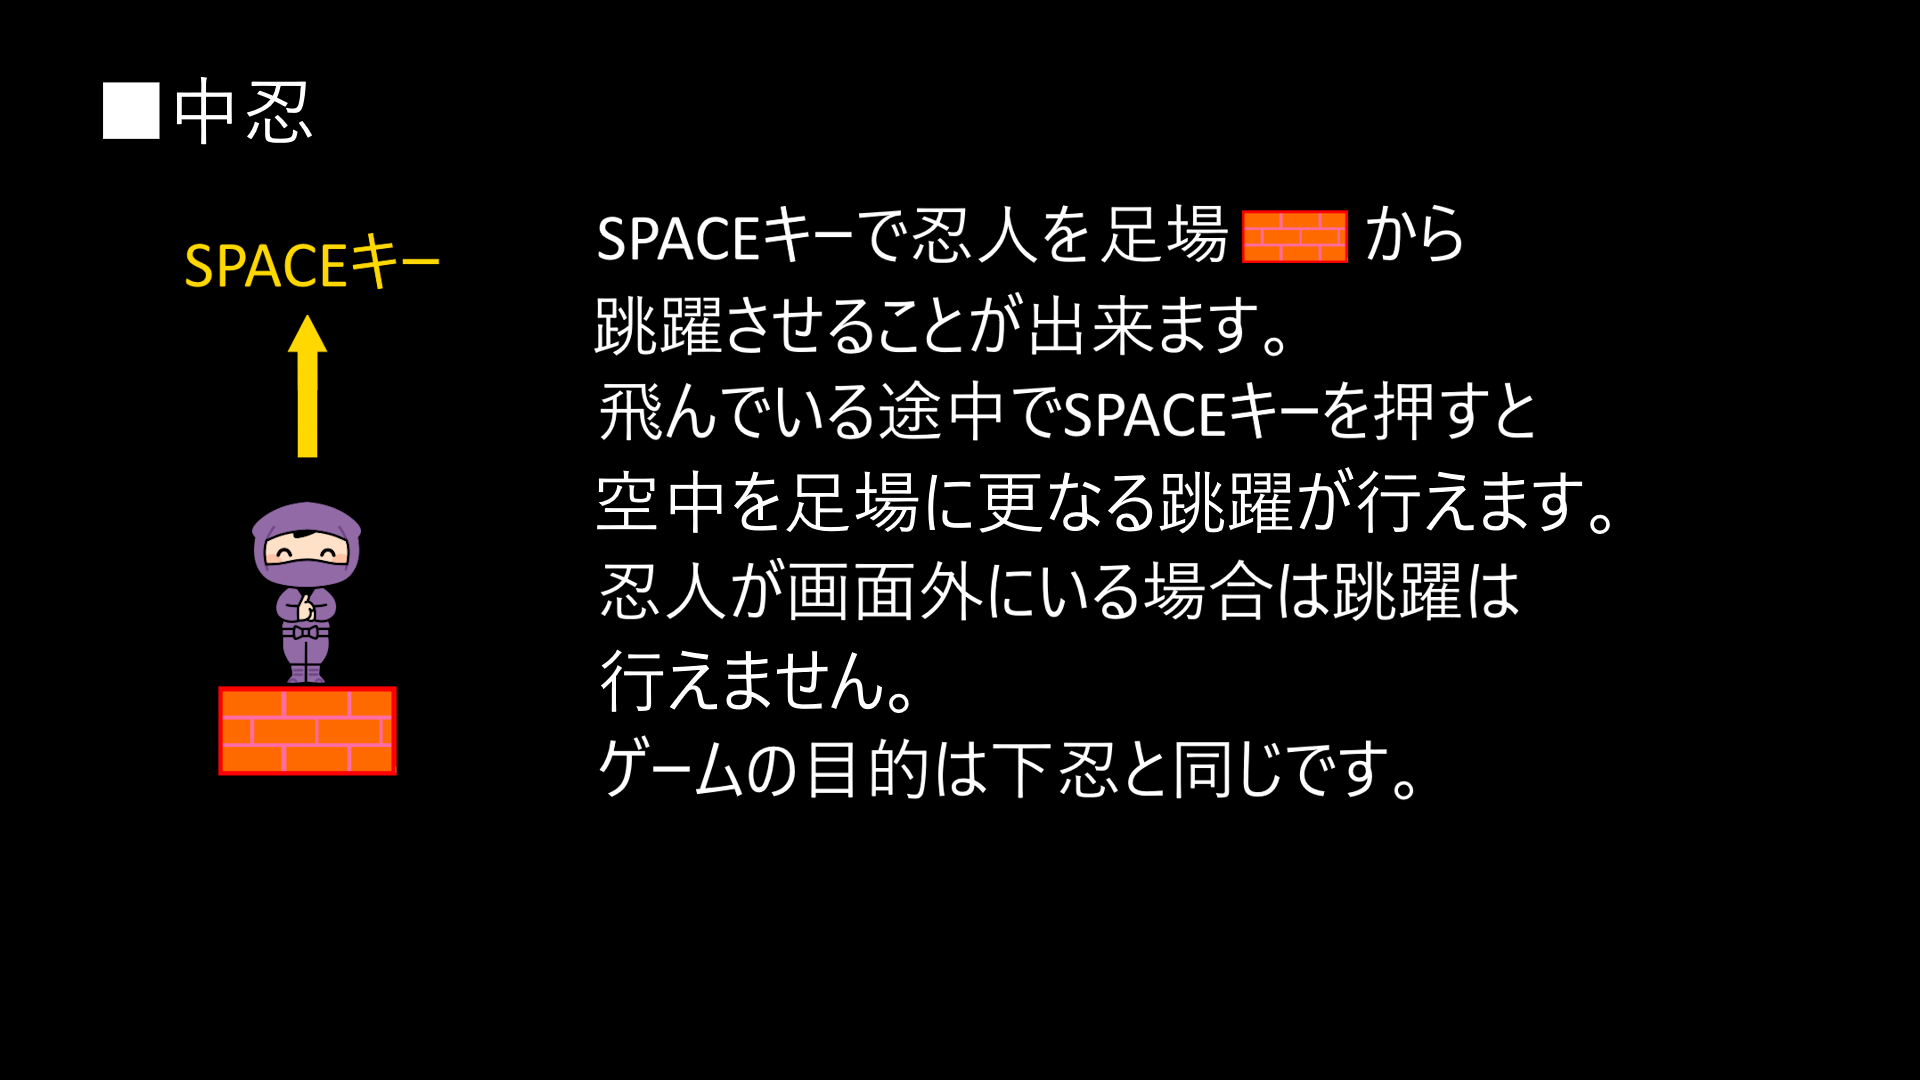 ■中忍
SPACEキー
SPACEキーで忍人を足場 から
跳躍させることが出来ます。
飛んでいる途中でSPACEキーを押すと
空中を足場に更なる跳躍が行えます。
忍人が画面外にいる場合は跳躍は
行えません。
ゲームの目的は下忍と同じです。